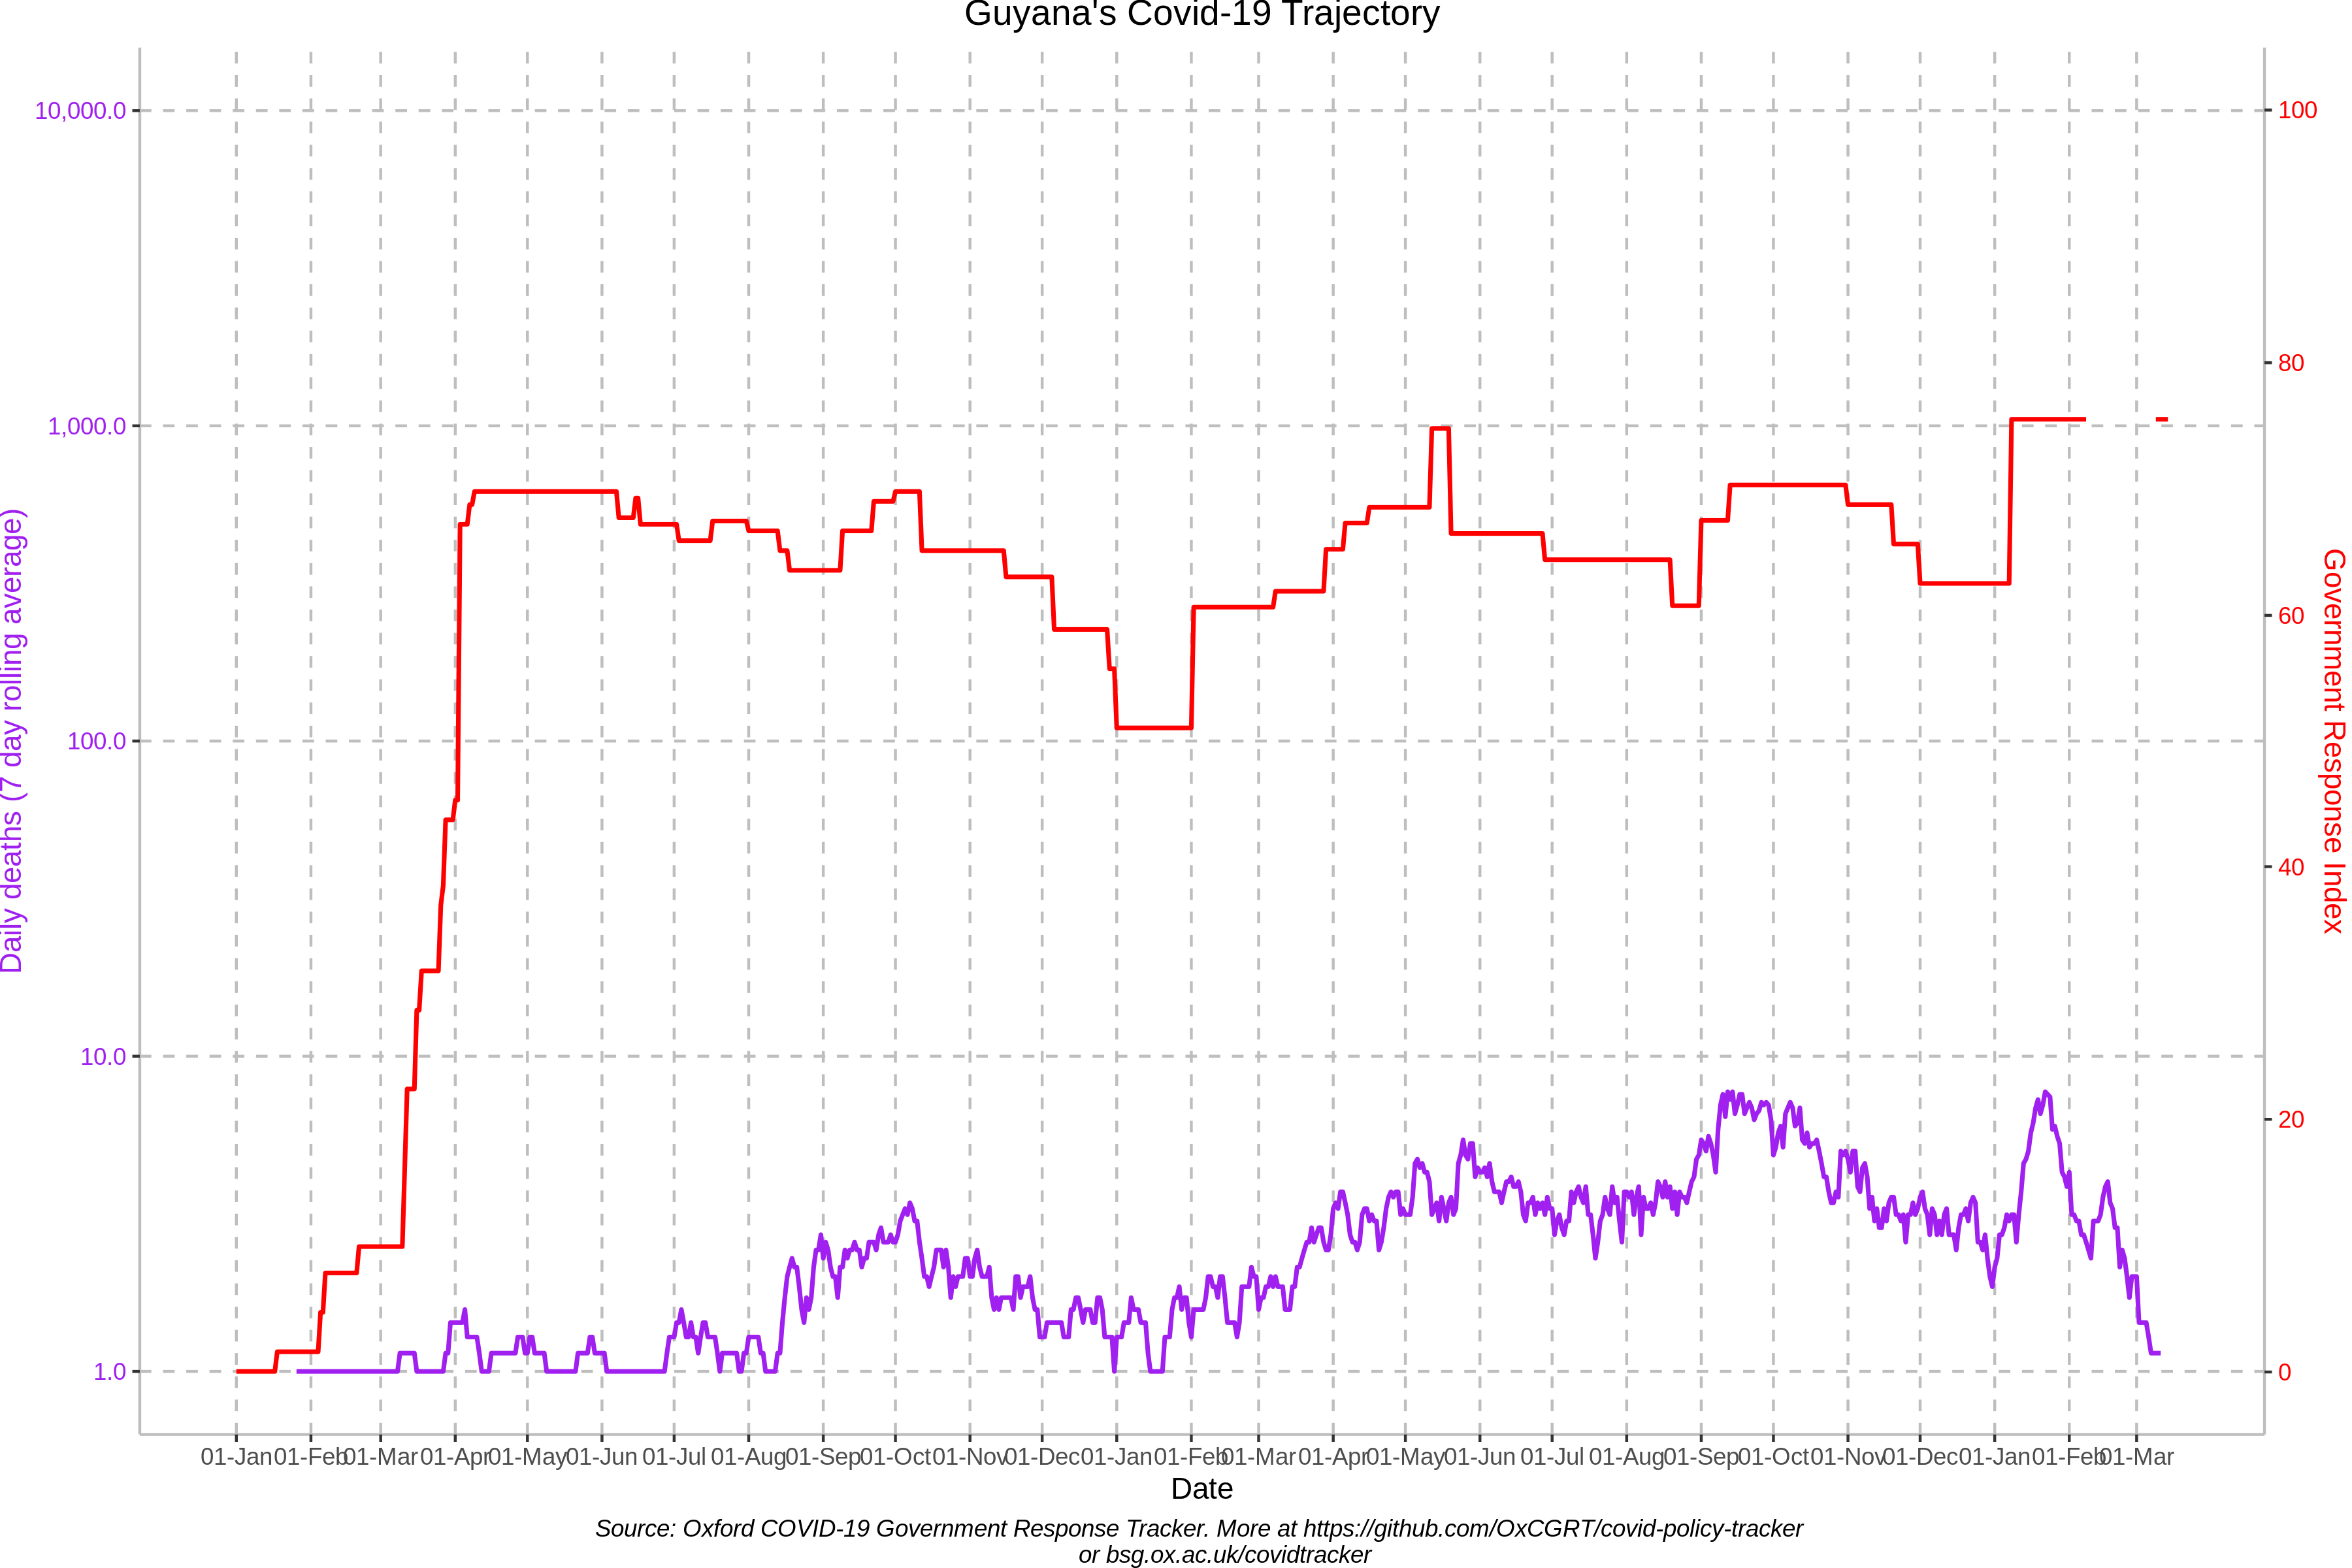 Guyana's Covid-19 Trajectory
10,000.0
1,000.0
100.0
10.0
1.0
Daily deaths (7 day rolling average)
100
80
60
40
20
0
Government Response Index
01-Jan 01-Feb 01-Mar 01-Apr 01-May 01-Jun 01-Jul 01-Aug 01-Sep 01-Oct 01-Nov 01-Dec 01-Jan 01-Feb 01-Mar 01-Apr 01-May 01-Jun 01-Jul 01-Aug 01-Sep 01-Oct 01-Nov 01-Dec 01-Jan 01-Feb 01-Mar
Date
Source: Oxford COVID-19 Government Response Tracker. More at https://github.com/OxCGRT/covid-policy-tracker
or bsg.ox.ac.uk/covidtracker